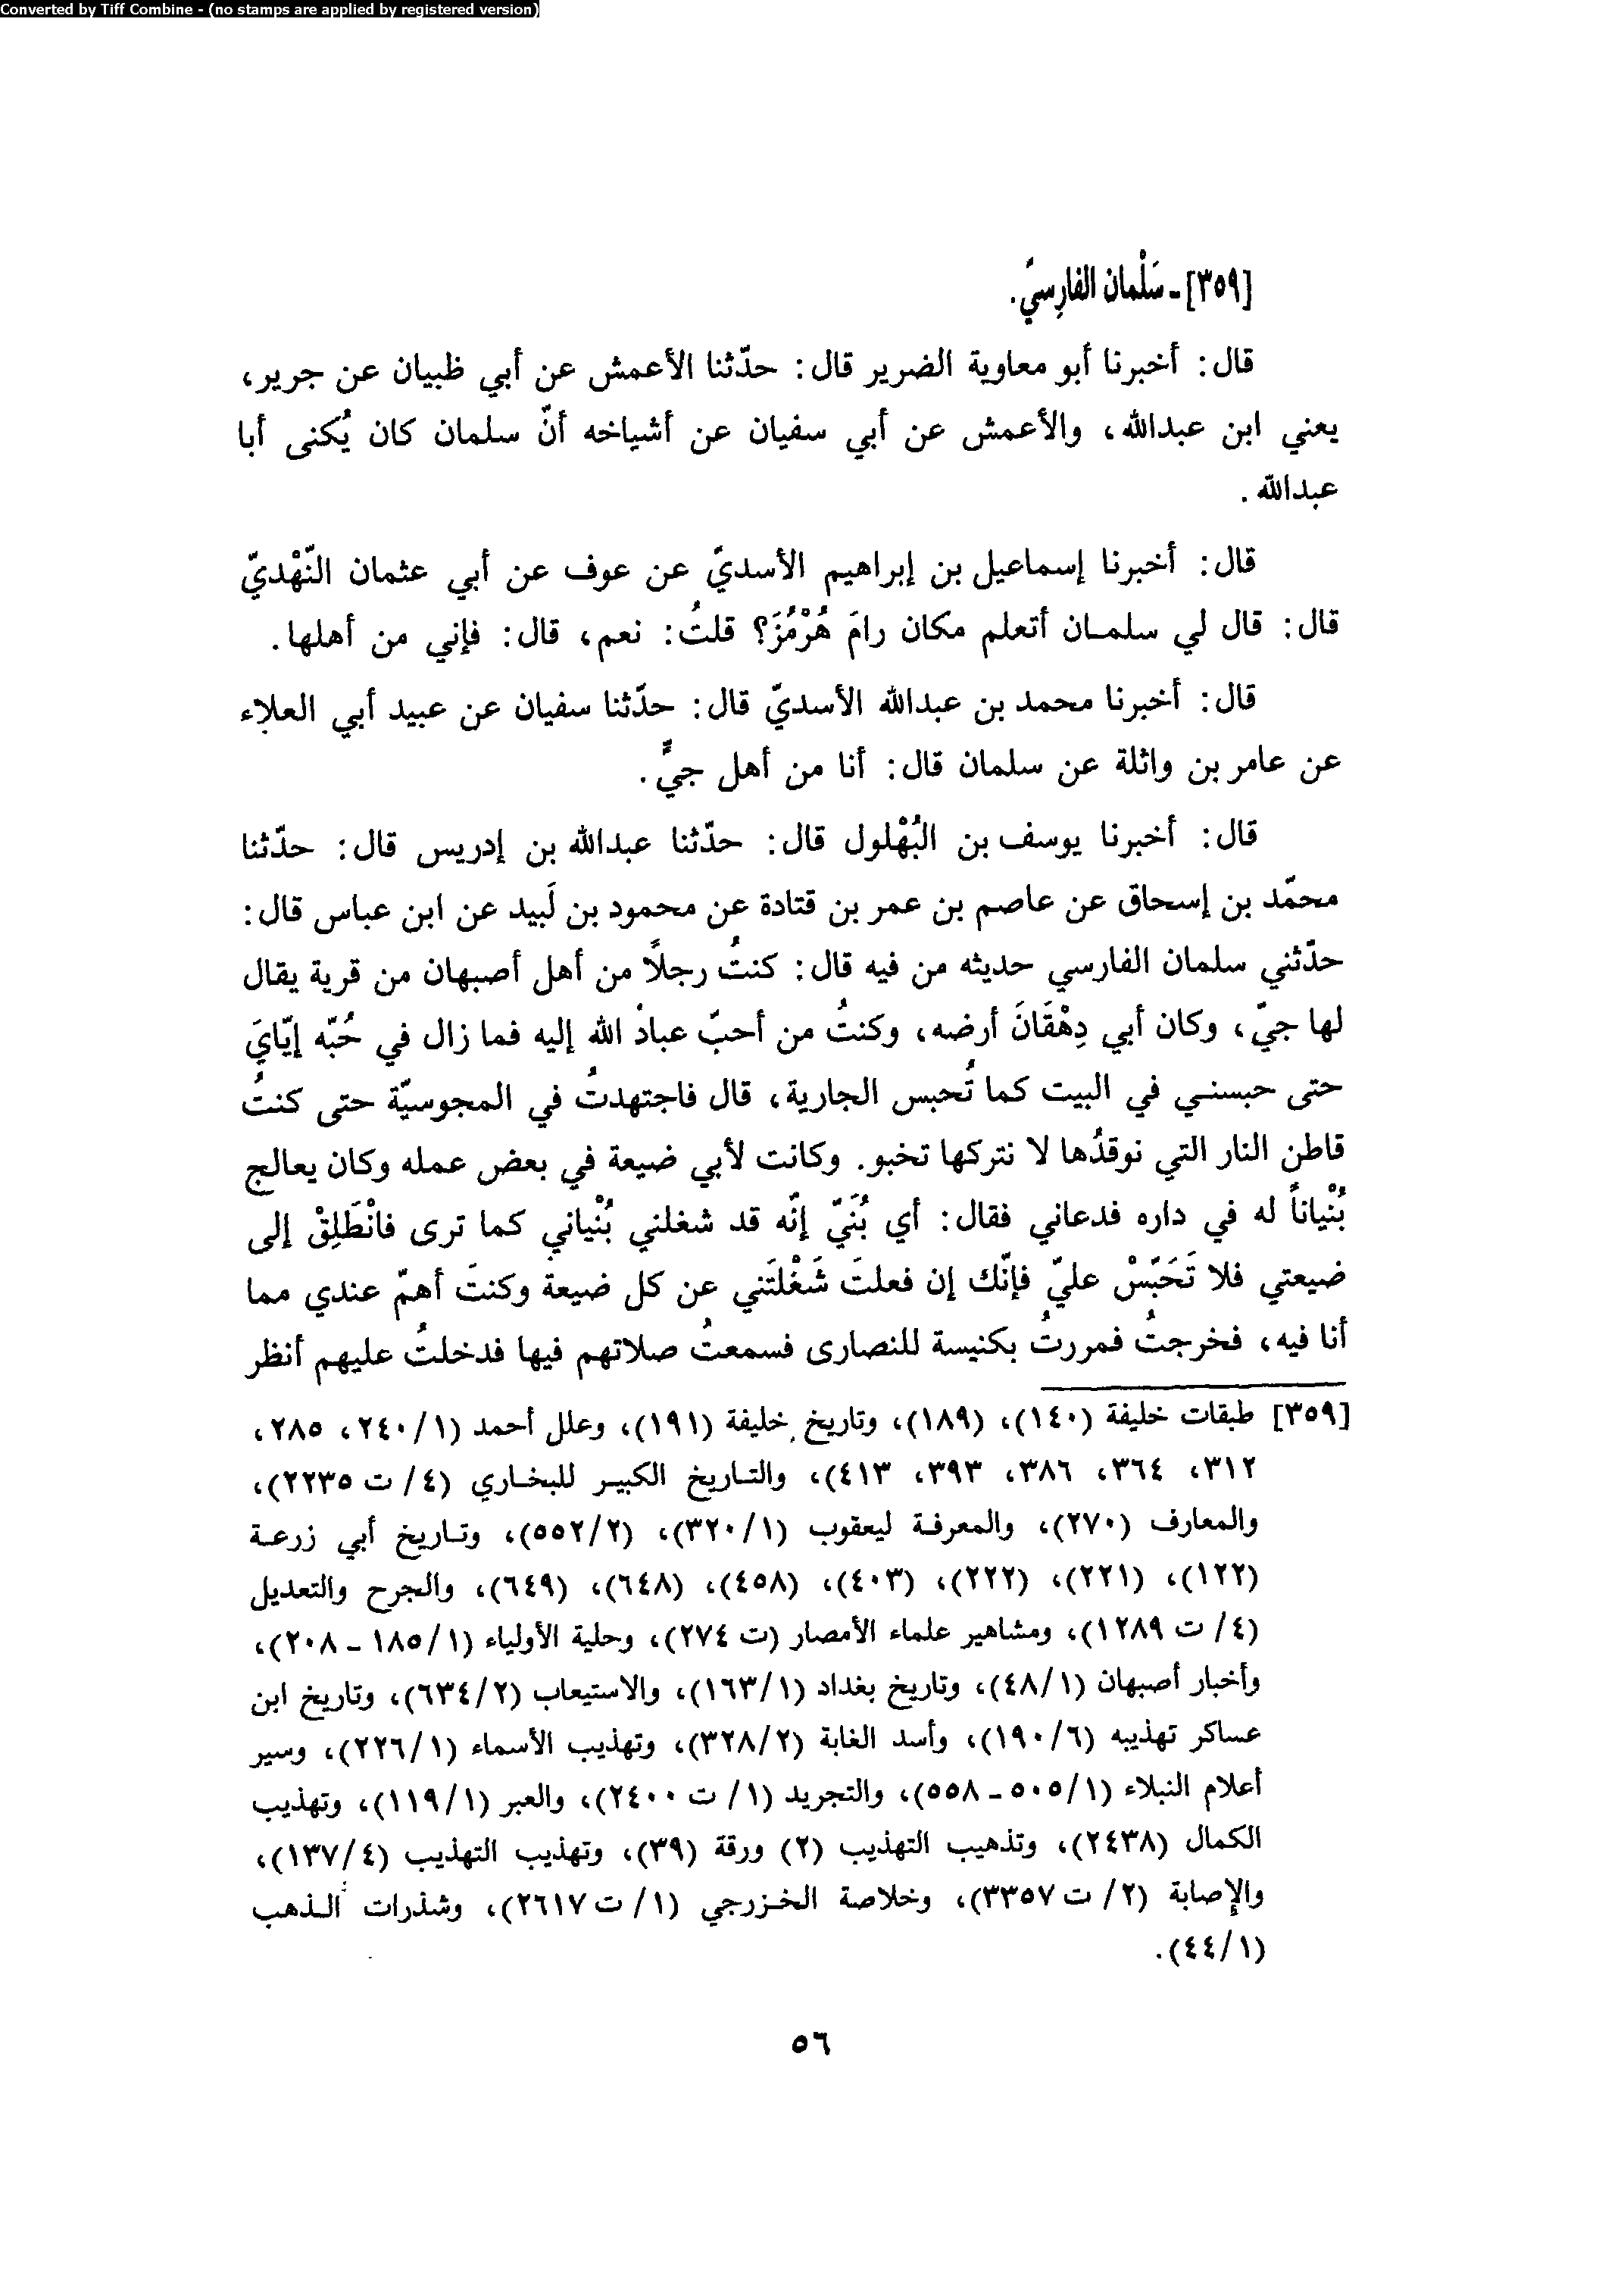 Converted by Tiff Combine - (no stamps are applied by registered version)
[٣٥٩] - سَلْمان الفارِسيّ.
قال: أخبرنا أبو معاوية الضرير قال: حدّثنا الأعمش عن أبي ظبيان عن جرير،
يعني ابن عبدالله، والأعمش عن أبي سفيان عن أشياخه أنّ سلمان كان يُكنى أبا
عبدالله.
قال: أخبرنا إسماعيل بن إبراهيم الأسديّ عن عوف عن أبي عثمان النّهْديّ
قال: قال لي سلمـان أتعلم مكان رامَ هُرْمُزَ؟ قلتُ: نعم، قال: فإني من أهلها.
قال: أخبرنا محمد بن عبدالله الأسديّ قال: حدّثنا سفيان عن عبيد أبي العلاء
عن عامر بن واثلة عن سلمان قال: أنا من أهل جيٍّ.
قال: أخبرنا يوسف بن البُهْلول قال: حدّثنا عبدالله بن إدريس قال: حدّثنا
محمّد بن إسحاق عن عاصم بن عمر بن قتادة عن محمود بن لَبيد عن ابن عباس قال:
حدّثني سلمان الفارسي حديثه من فيه قال: كنتُ رجلاً من أهل أصبهان من قرية يقال
لها جيّ، وكان أبي دِهْقَانَ أرضه، وكنتُ من أحبّ عباد الله إليه فما زال في حُبّه إيّايَ
حتى حبسنـي في البيت كما تُحبس الجارية، قال فاجتهدتُ في المجوسيّة حتى كنتُ
قاطن النار التي نوقدُها لا نتركها تخبو. وكانت لأبي ضيعة في بعض عمله وكان يعالج
بُنْياناً له في داره فدعاني فقال: أي بُنَيّ إنّه قد شغلني بُنْياني كما ترى فانْطَلِقْ إلى
ضيعتي فلا تَحَبّسْ عليّ فإنّك إن فعلتَ شَغْلَتَني عن كل ضيعة وكنتَ أهمّ عندي مما
أنا فيه، فخرجتُ فمررتُ بكنيسة للنصارى فسمعتُ صلاتهم فيها فدخلتُ عليهم أنظر
[٣٥٩] طبقات خليفة (١٤٠)، (١٨٩)، وتاريخ خليفة (١٩١)، وعلل أحمد (١/ ٢٤٠، ٢٨٥،
٣١٢، ٣٦٤، ٣٨٦، ٣٩٣، ٤١٣)، والتـاريخ الكبيـر للبخـاري (٤/ ت ٢٢٣٥)،
والمعارف (٢٧٠)، والمعرفـة ليعقوب (١/ ٣٢٠)، (٥٥٢/٢)، وتـاريخ أبي زرعـة
(١٢٢)، (٢٢١)، (٢٢٢)، (٤٠٣)، (٤٥٨)، (٦٤٨)، (٦٤٩)، والجرح والتعديل
(٤/ ت ١٢٨٩)، ومشاهير علماء الأمصار (ت ٢٧٤)، وحلية الأولياء (١/ ١٨٥ - ٢٠٨)،
وأخبار أصبهان (١/ ٤٨)، وتاريخ بغداد (١/ ١٦٣)، والاستيعاب (٢/ ٦٣٤)، وتاريخ ابن
عساكر تهذيبه (٦/ ١٩٠)، وأسد الغابة (٢/ ٣٢٨)، وتهذيب الأسماء (١/ ٢٢٦)، وسير
أعلام النبلاء (١/ ٥٠٥ - ٥٥٨)، والتجريد (١/ ت ٢٤٠٠)، والعبر (١/ ١١٩)، وتهذيب
الكمال (٢٤٣٨)، وتذهيب التهذيب (٢) ورقة (٣٩)، وتهذيب التهذيب (٤/ ١٣٧)،
والإصابة (٢/ ت ٣٣٥٧)، وخلاصة الخـزرجي (١/ ت ٢٦١٧)، وشذرات الـذهب
(١/ ٤٤).
٥٦